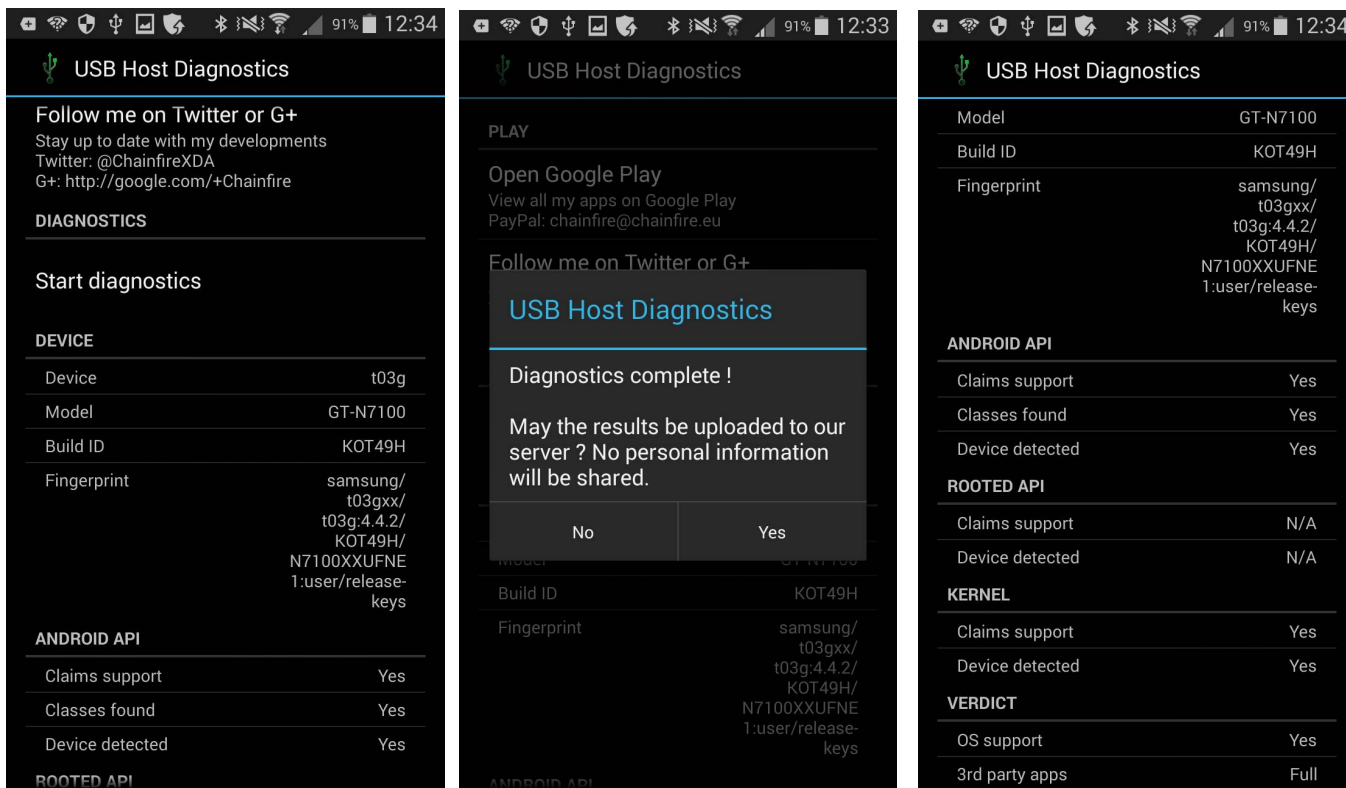 91% 12:34
USB Host Diagnostics
Follow me on Twitter or G+
Stay up to date with my developments
Twitter: @ChainfireXDA
G+: http://google.com/+Chainfire
DIAGNOSTICS
Start diagnostics
DEVICE
Device t03g
Model GT-N7100
Build ID KOT49H
Fingerprint samsung/
t03gxx/
t03g:4.4.2/
KOT49H/
N7100XXUFNE
1:user/release-
keys
ANDROID API
Claims support Yes
Classes found Yes
Device detected Yes
ROOTED API
91% 12:33
USB Host Diagnostics
PLAY
Open Google Play
View all my apps on Google Play
PayPal: chainfire@chainfire.eu
Follow me on Twitter or G+
USB Host Diagnostics
Diagnostics complete !
May the results be uploaded to our
server ? No personal information
will be shared.
No Yes
Model GT-N7100
Build ID KOT49H
Fingerprint samsung/
t03gxx/
t03g:4.4.2/
KOT49H/
N7100XXUFNE
1:user/release-
keys
ANDROID API
91% 12:34
USB Host Diagnostics
Model GT-N7100
Build ID KOT49H
Fingerprint samsung/
t03gxx/
t03g:4.4.2/
KOT49H/
N7100XXUFNE
1:user/release-
keys
ANDROID API
Claims support Yes
Classes found Yes
Device detected Yes
ROOTED API
Claims support N/A
Device detected N/A
KERNEL
Claims support Yes
Device detected Yes
VERDICT
OS support Yes
3rd party apps Full